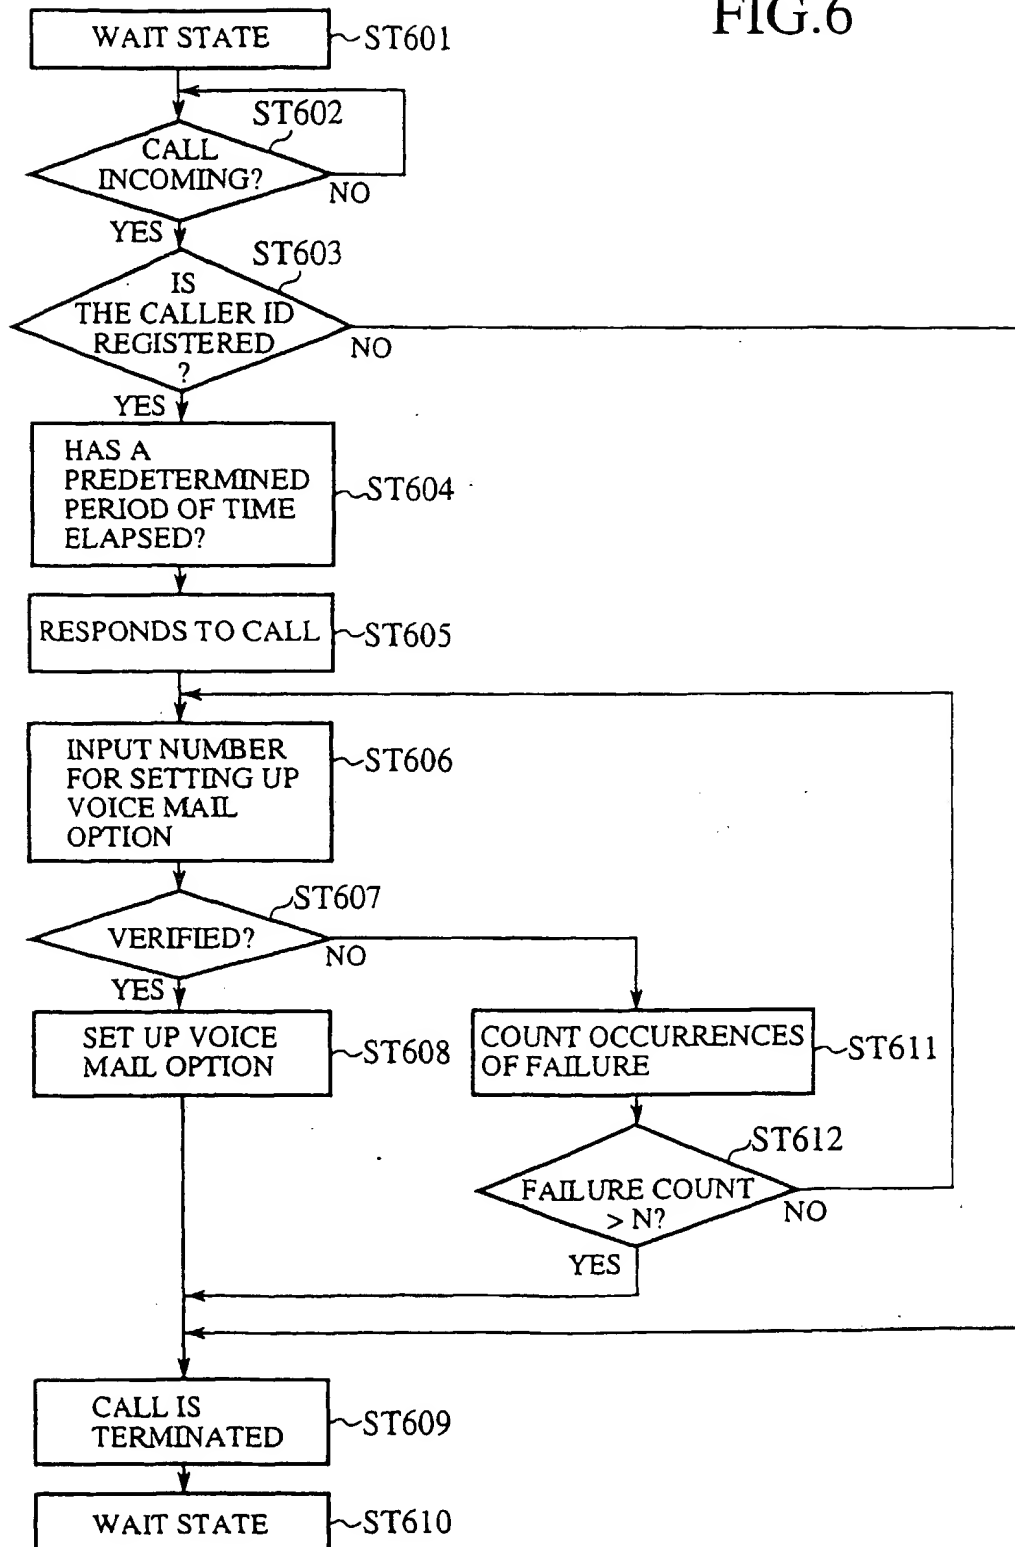 FIG.6
WAIT STATE
ST601
ST602
CALL
INCOMING?
NO
YES
ST603
IS
THE CALLER ID
REGISTERED
?
NO
YES
HAS A
PREDETERMINED
PERIOD OF TIME
ELAPSED?
ST604
RESPONDS TO CALL
ST605
INPUT NUMBER
FOR SETTING UP
VOICE MAIL
OPTION
ST606
ST607
VERIFIED?
NO
YES
SET UP VOICE
MAIL OPTION
ST608
COUNT OCCURRENCES
OF FAILURE
ST611
ST612
FAILURE COUNT
> N?
NO
YES
CALL IS
TERMINATED
ST609
WAIT STATE
ST610